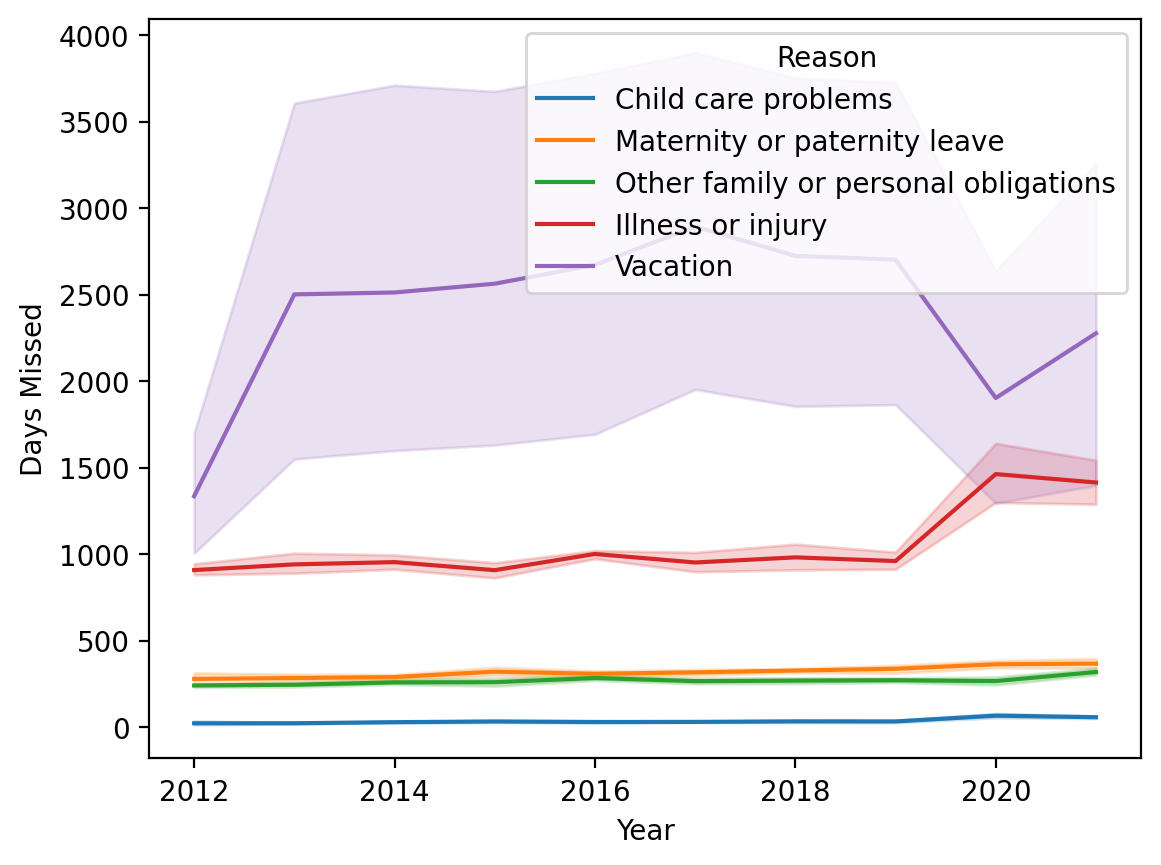 4000
3500
3000
2500
2000
1500
1000
500
0
Days Missed
Reason
Child care problems
Maternity or paternity leave
Other family or personal obligations
Illness or injury
Vacation
2012
2014
2016
2018
2020
Year